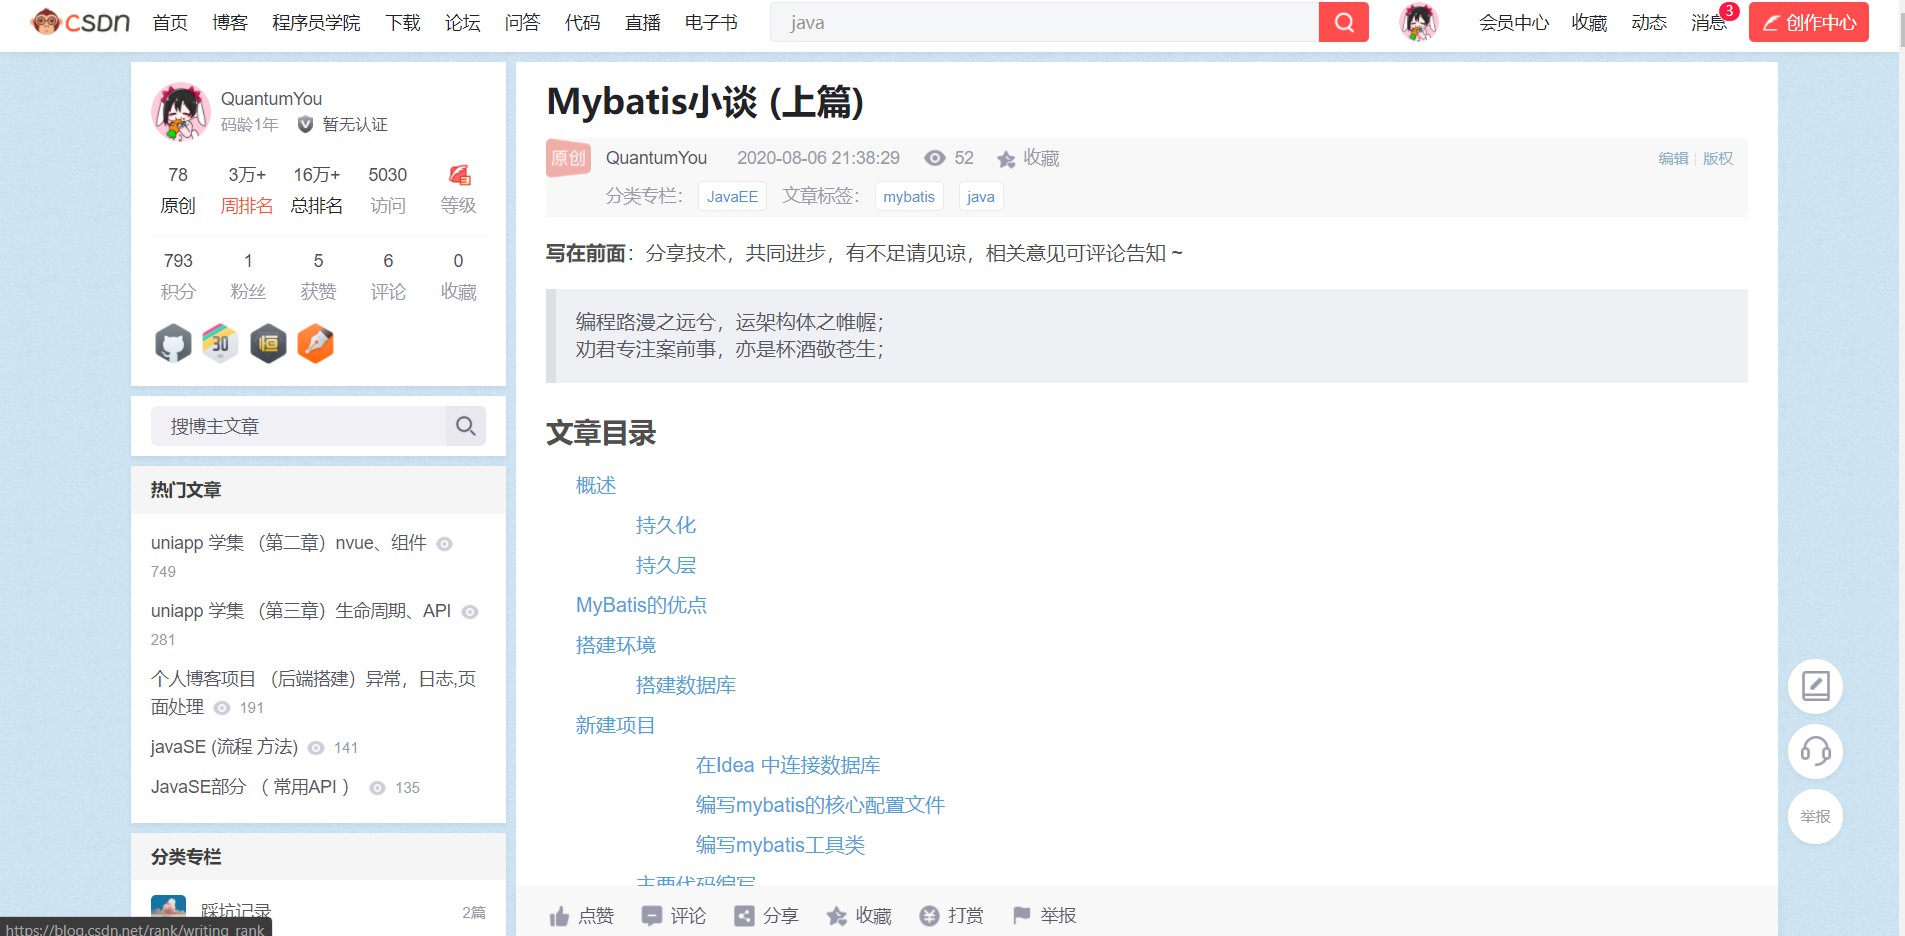 CSDN 首页 博客 程序员学院 下载 论坛 问答 代码 直播 电子书 java 会员中心 收藏 动态 消息 3 创作中心
QuantumYou
码龄1年 暂无认证
78 3万+ 16万+ 5030
原创 周排名 总排名 访问 等级
793 1 5 6 0
积分 粉丝 获赞 评论 收藏
30 恒
搜博主文章
热门文章
uniapp 学集 （第二章）nvue、组件
749
uniapp 学集 （第三章）生命周期、API
281
个人博客项目 （后端搭建）异常，日志,页
面处理 191
javaSE (流程 方法) 141
JavaSE部分 （ 常用API ） 135
分类专栏
踩坑记录 2篇
https://blog.csdn.net/rank/writing_rank
Mybatis小谈 (上篇)
原创 QuantumYou 2020-08-06 21:38:29 52 收藏 编辑 | 版权
分类专栏： JavaEE 文章标签： mybatis java
写在前面：分享技术，共同进步，有不足请见谅，相关意见可评论告知 ~
编程路漫之远兮，运架构体之帷幄；
劝君专注案前事，亦是杯酒敬苍生；
文章目录
概述
持久化
持久层
MyBatis的优点
搭建环境
搭建数据库
新建项目
在Idea 中连接数据库
编写mybatis的核心配置文件
编写mybatis工具类
主要代码编写
点赞 评论 分享 收藏 打赏 举报
举报